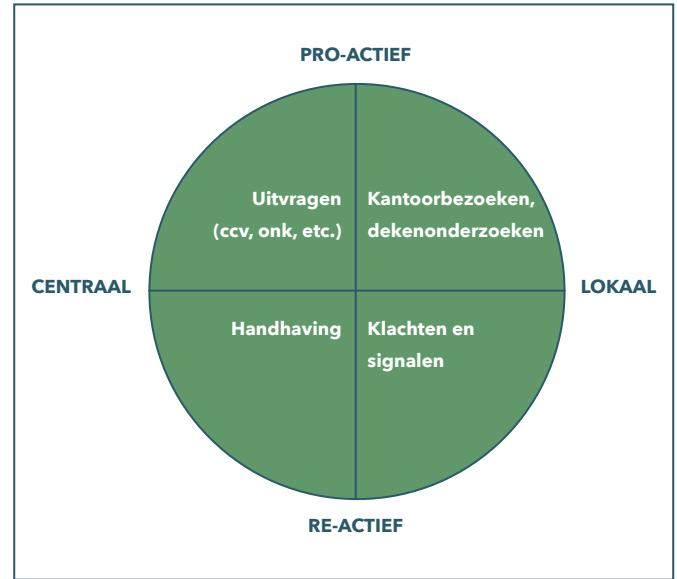 PRO-ACTIEF
Uitvragen
(ccv, onk, etc.)
Kantoorbezoeken,
dekenonderzoeken
CENTRAAL
LOKAAL
Handhaving
Klachten en
signalen
RE-ACTIEF